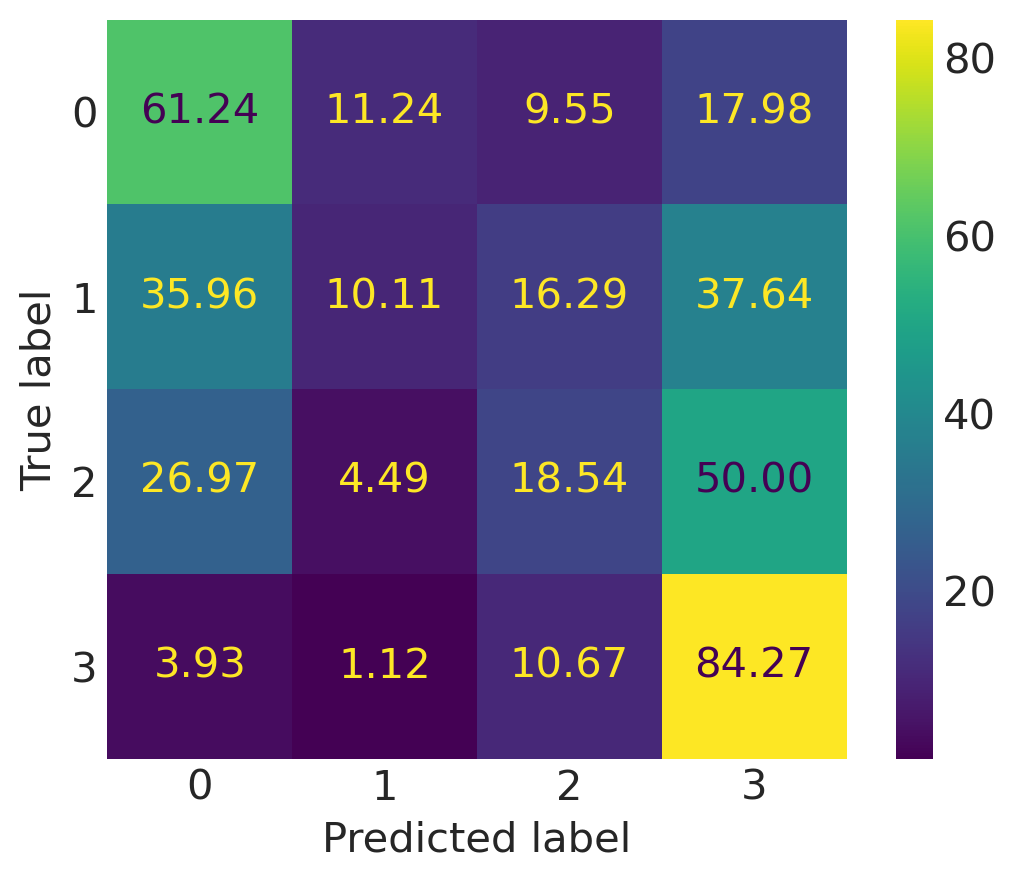 0 61.24 11.24 9.55 17.98
1 35.96 10.11 16.29 37.64
2 26.97 4.49 18.54 50.00
3 3.93 1.12 10.67 84.27
0 1 2 3
Predicted label
True label
80
60
40
20